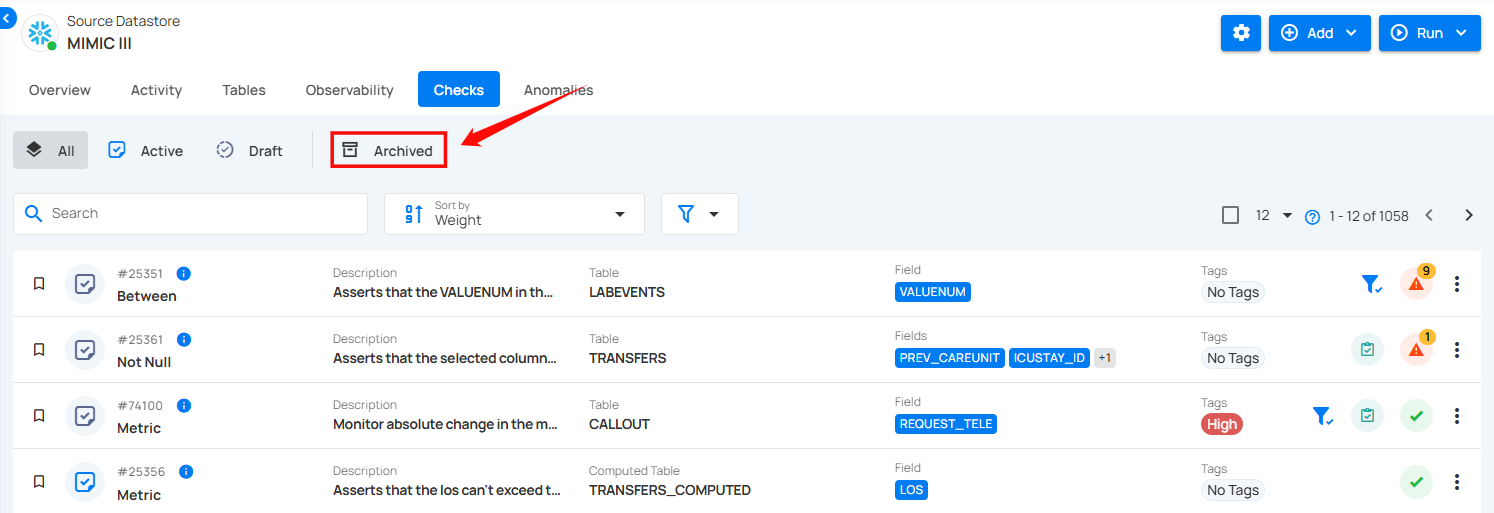 Source Datastore
MIMIC III
Add
Run
Overview
Activity
Tables
Observability
Checks
Anomalies
All
Active
Draft
Archived
Search
Sort by
Weight
12
1 - 12 of 1058
#25351
Between
Description
Asserts that the VALUENUM in th...
Table
LABEVENTS
Field
VALUENUM
Tags
No Tags
9
#25361
Not Null
Description
Asserts that the selected column...
Table
TRANSFERS
Fields
PREV_CAREUNIT
ICUSTAY_ID
+1
Tags
No Tags
1
#74100
Metric
Description
Monitor absolute change in the m...
Table
CALLOUT
Field
REQUEST_TELE
Tags
High
#25356
Metric
Description
Asserts that the los can't exceed t...
Computed Table
TRANSFERS_COMPUTED
Field
LOS
Tags
No Tags